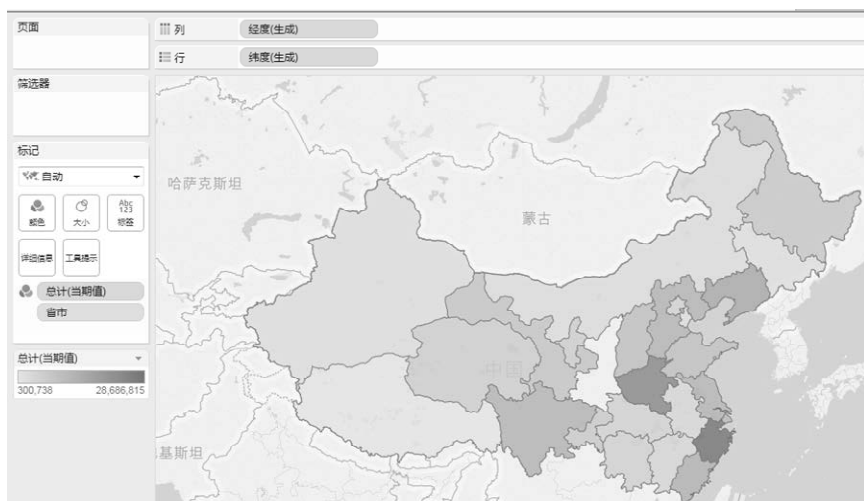 页面
列
经度(生成)
行
纬度(生成)
筛选器
标记
自动
颜色
大小
Abc
123
标签
详细信息
工具提示
总计(当期值)
省市
总计(当期值)
300,738
28,686,815
哈萨克斯坦
蒙古
中国
基斯坦